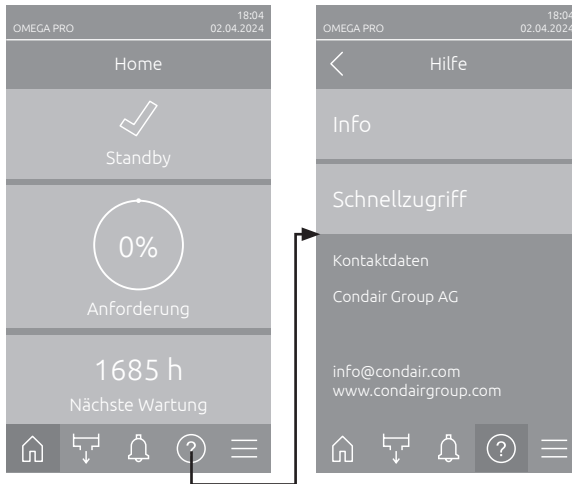 18:04
OMEGA PRO 02.04.2024
Home
Standby
0%
Anforderung
1685 h
Nächste Wartung
?
18:04
OMEGA PRO 02.04.2024
Hilfe
Info
Schnellzugriff
Kontaktdaten
Condair Group AG
info@condair.com
www.condairgroup.com
?